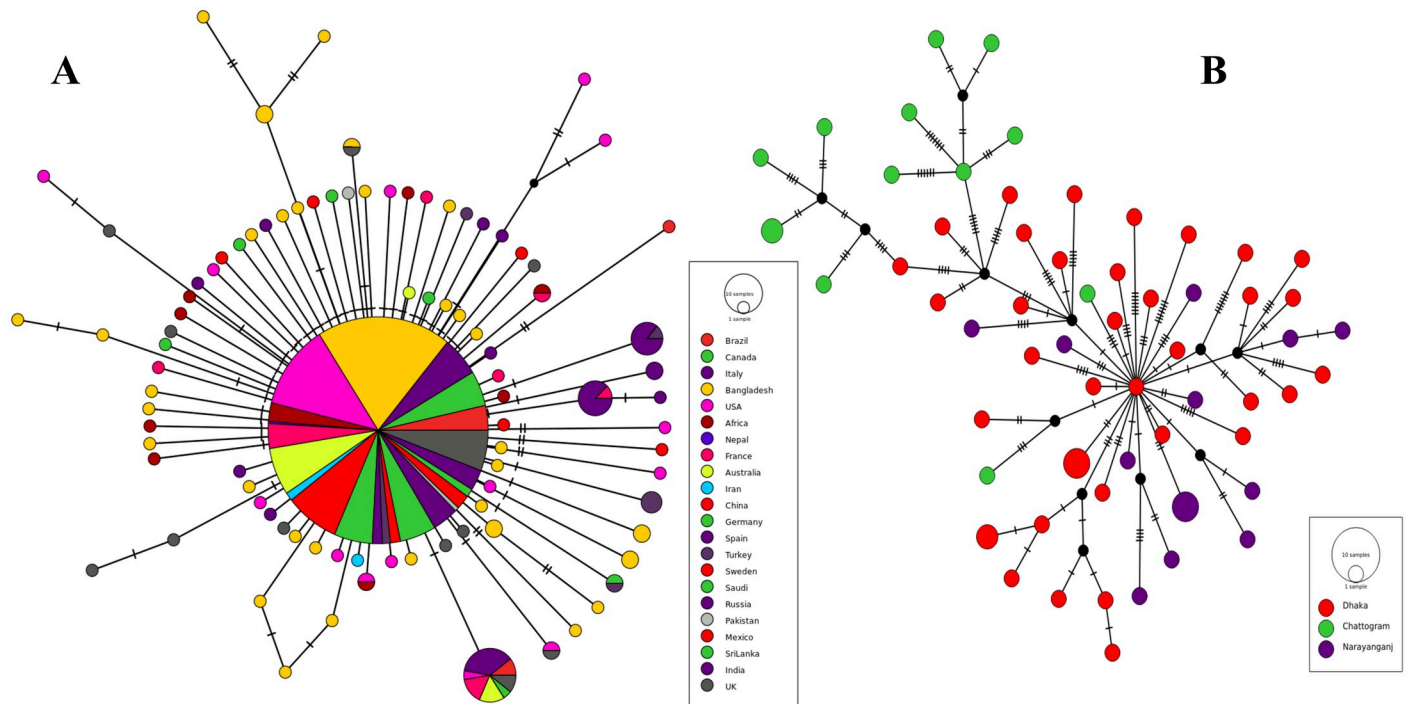 A
B
10 samples
1 sample
Brazil
Canada
Italy
Bangladesh
USA
Africa
Nepal
France
Australia
Iran
China
Germany
Spain
Turkey
Sweden
Saudi
Russia
Pakistan
Mexico
SriLanka
India
UK
10 samples
1 sample
Dhaka
Chattogram
Narayanganj